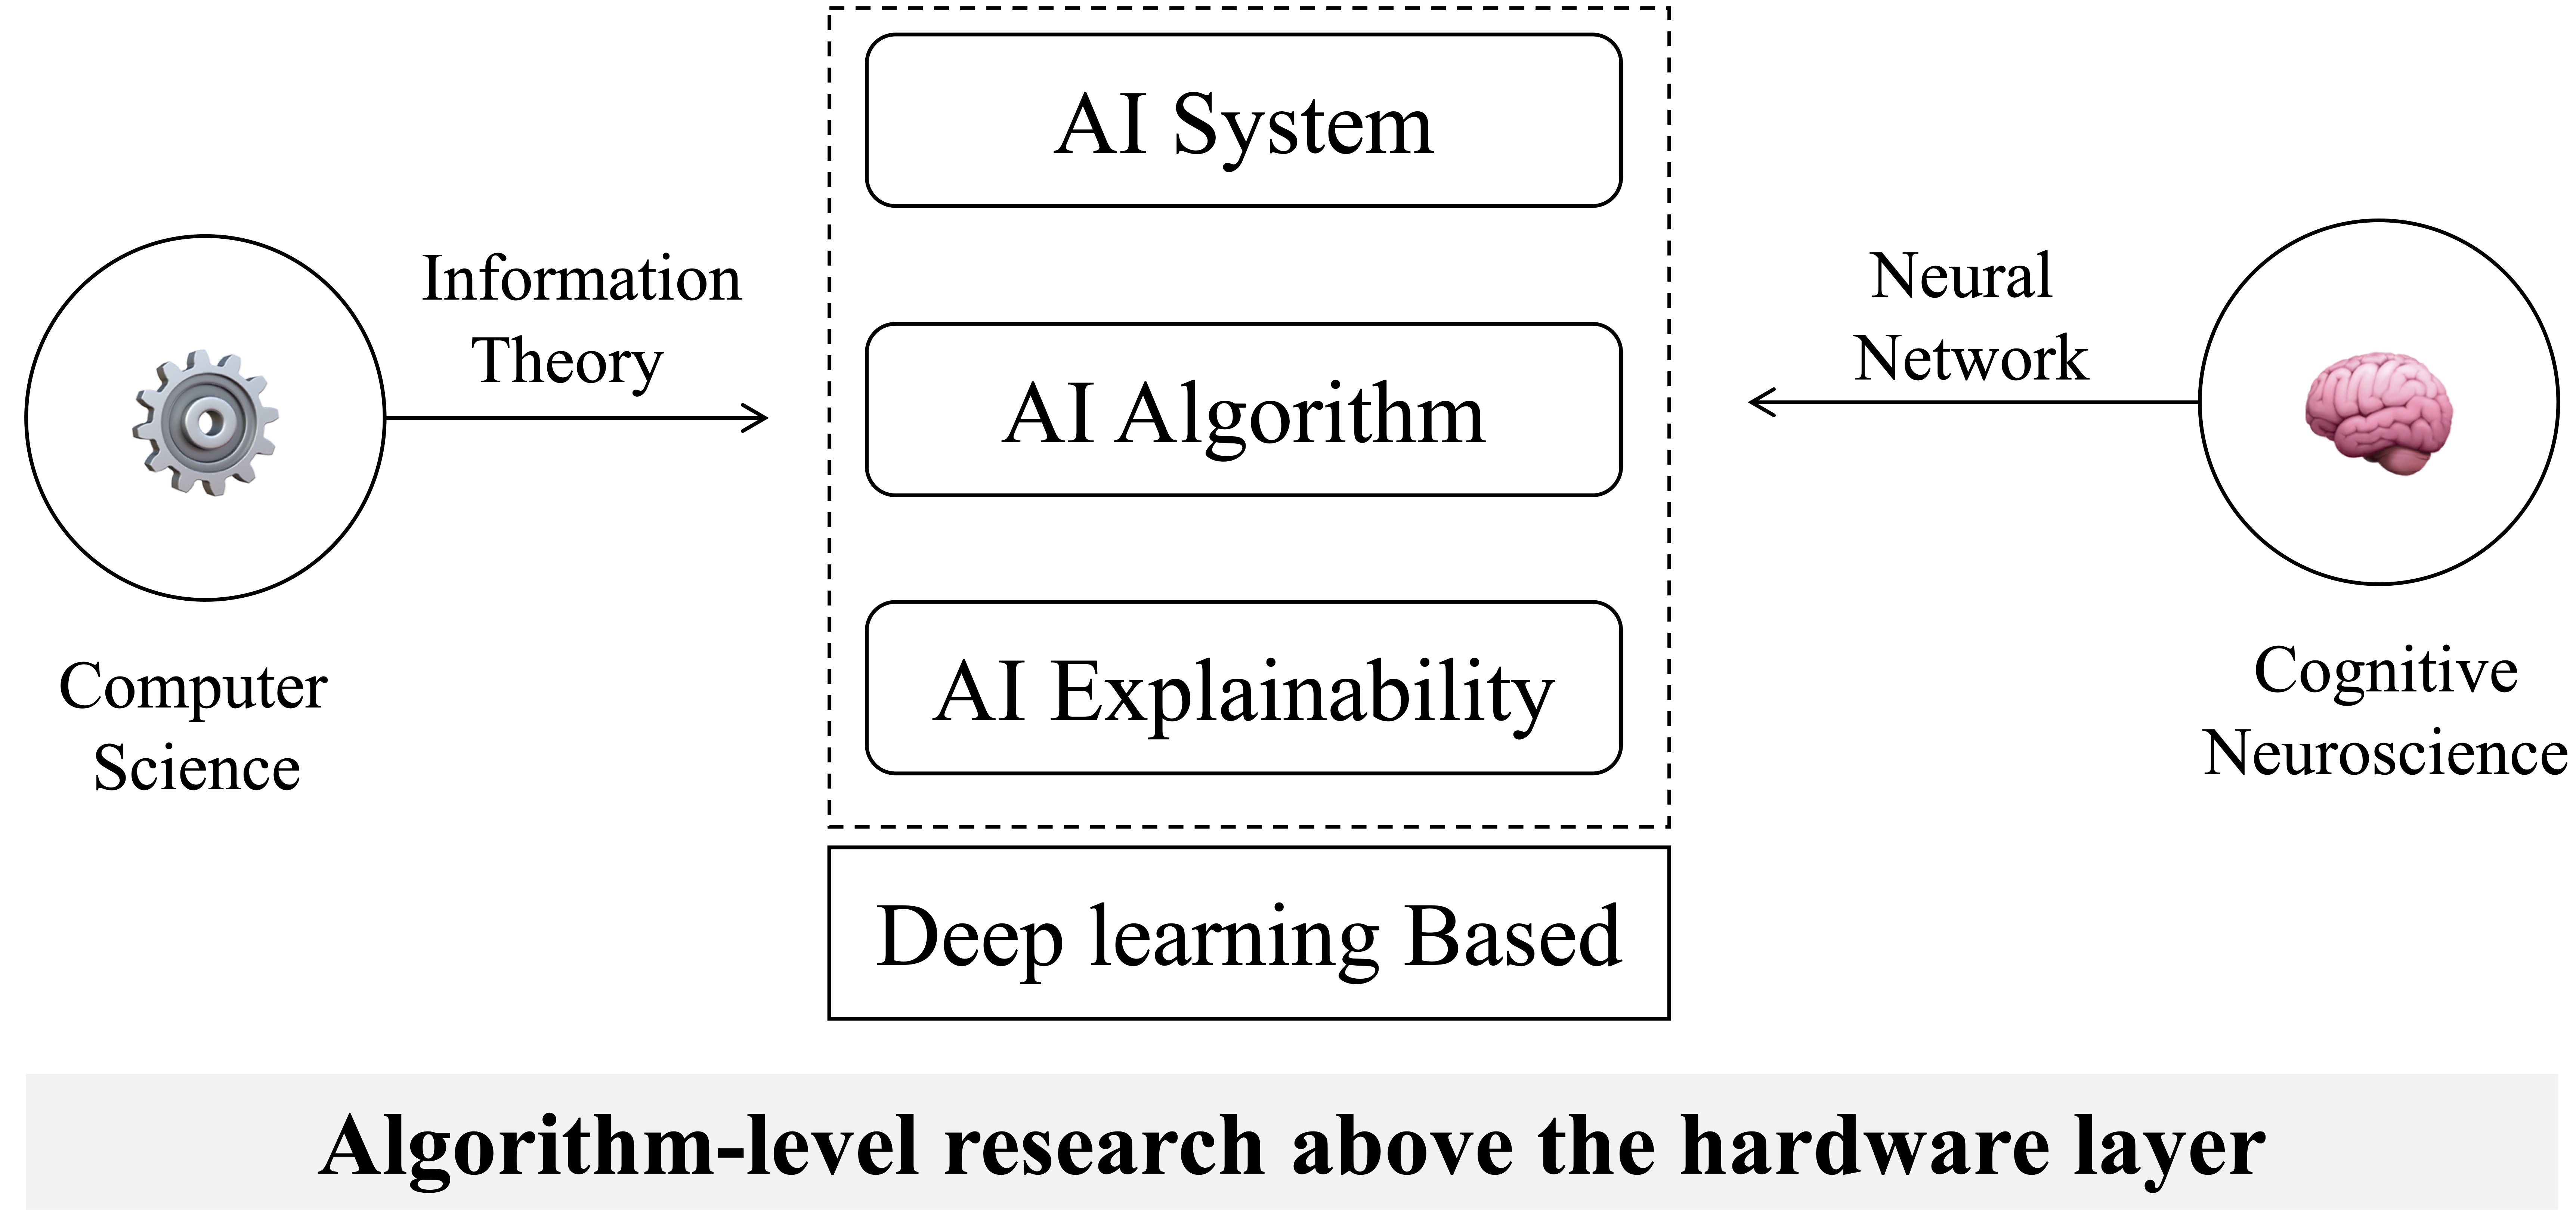 AI System
Information
Theory
AI Algorithm
Neural
Network
AI Explainability
Computer
Science
Cognitive
Neuroscience
Deep learning Based
Algorithm-level research above the hardware layer